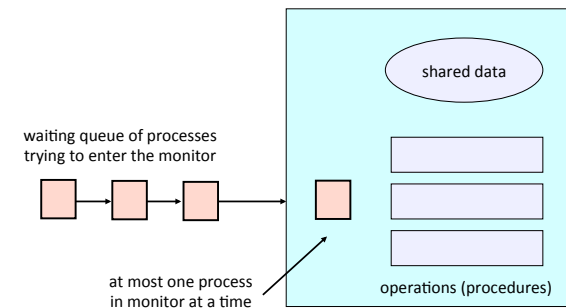 shared data
waiting queue of processes
trying to enter the monitor
at most one process
in monitor at a time
operations (procedures)